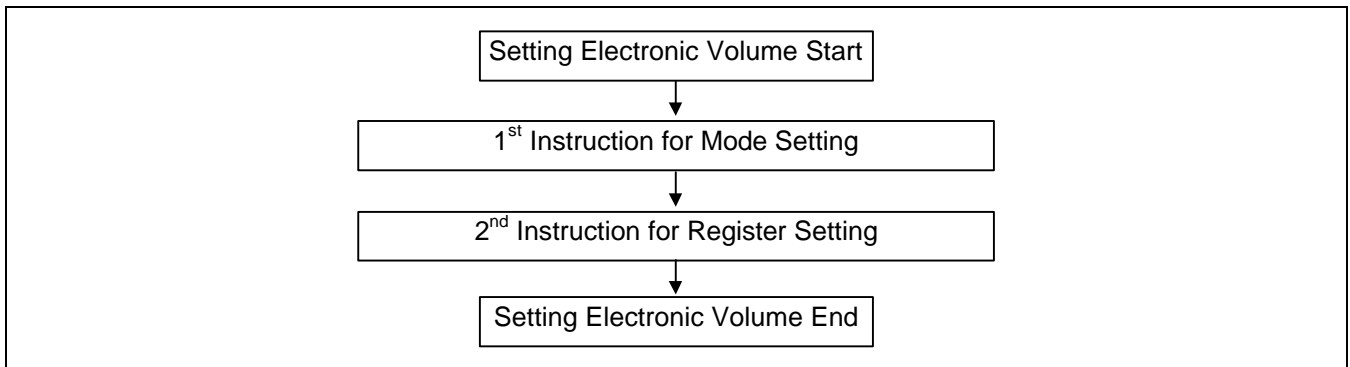 Setting Electronic Volume Start
1st Instruction for Mode Setting
2nd Instruction for Register Setting
Setting Electronic Volume End